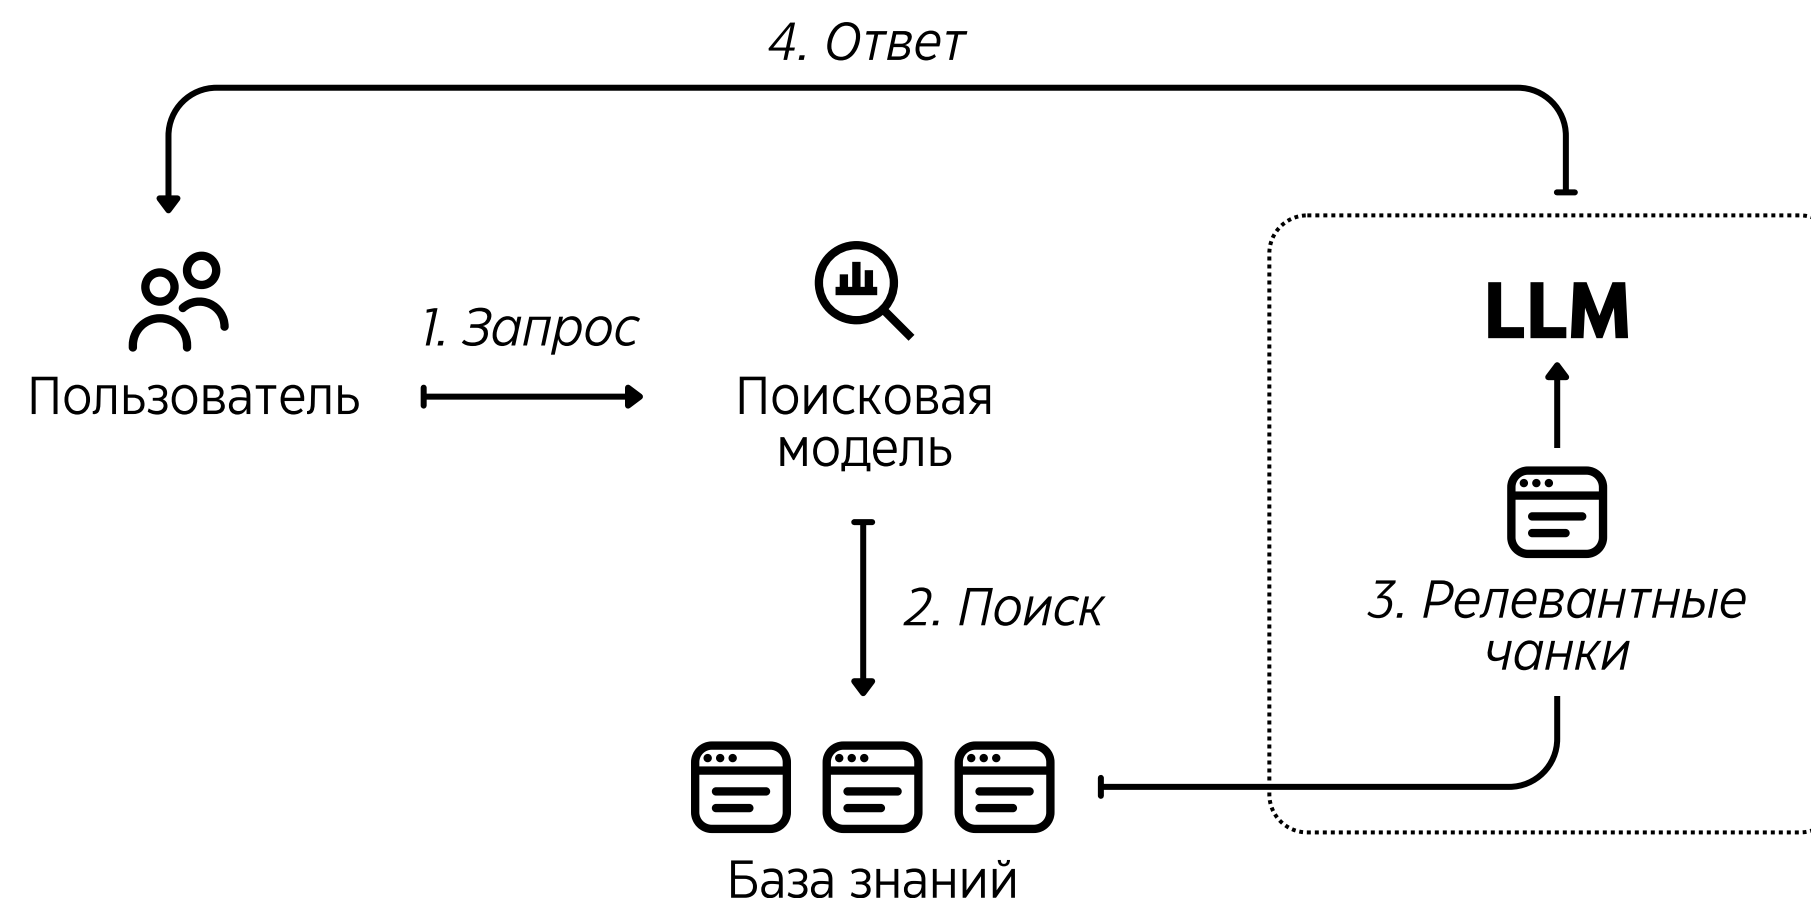 4. Ответ
1. Запрос
Пользователь
Поисковая
модель
LLM
2. Поиск
3. Релевантные
чанки
База знаний